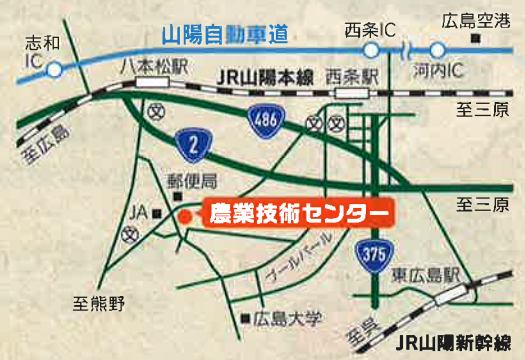 志和
IC
山陽自動車道
西条IC
広島空港
河内IC
八本松駅
JR山陽本線
西条駅
至三原
至広島
文
486
文
文
2
郵便局
JA
農業技術センター
至三原
文
ブールバール
375
東広島駅
至熊野
広島大学
至呉
JR山陽新幹線